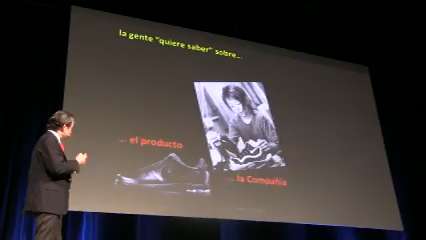 la gente "quiere saber" sobre...
... el producto
... la Compañía